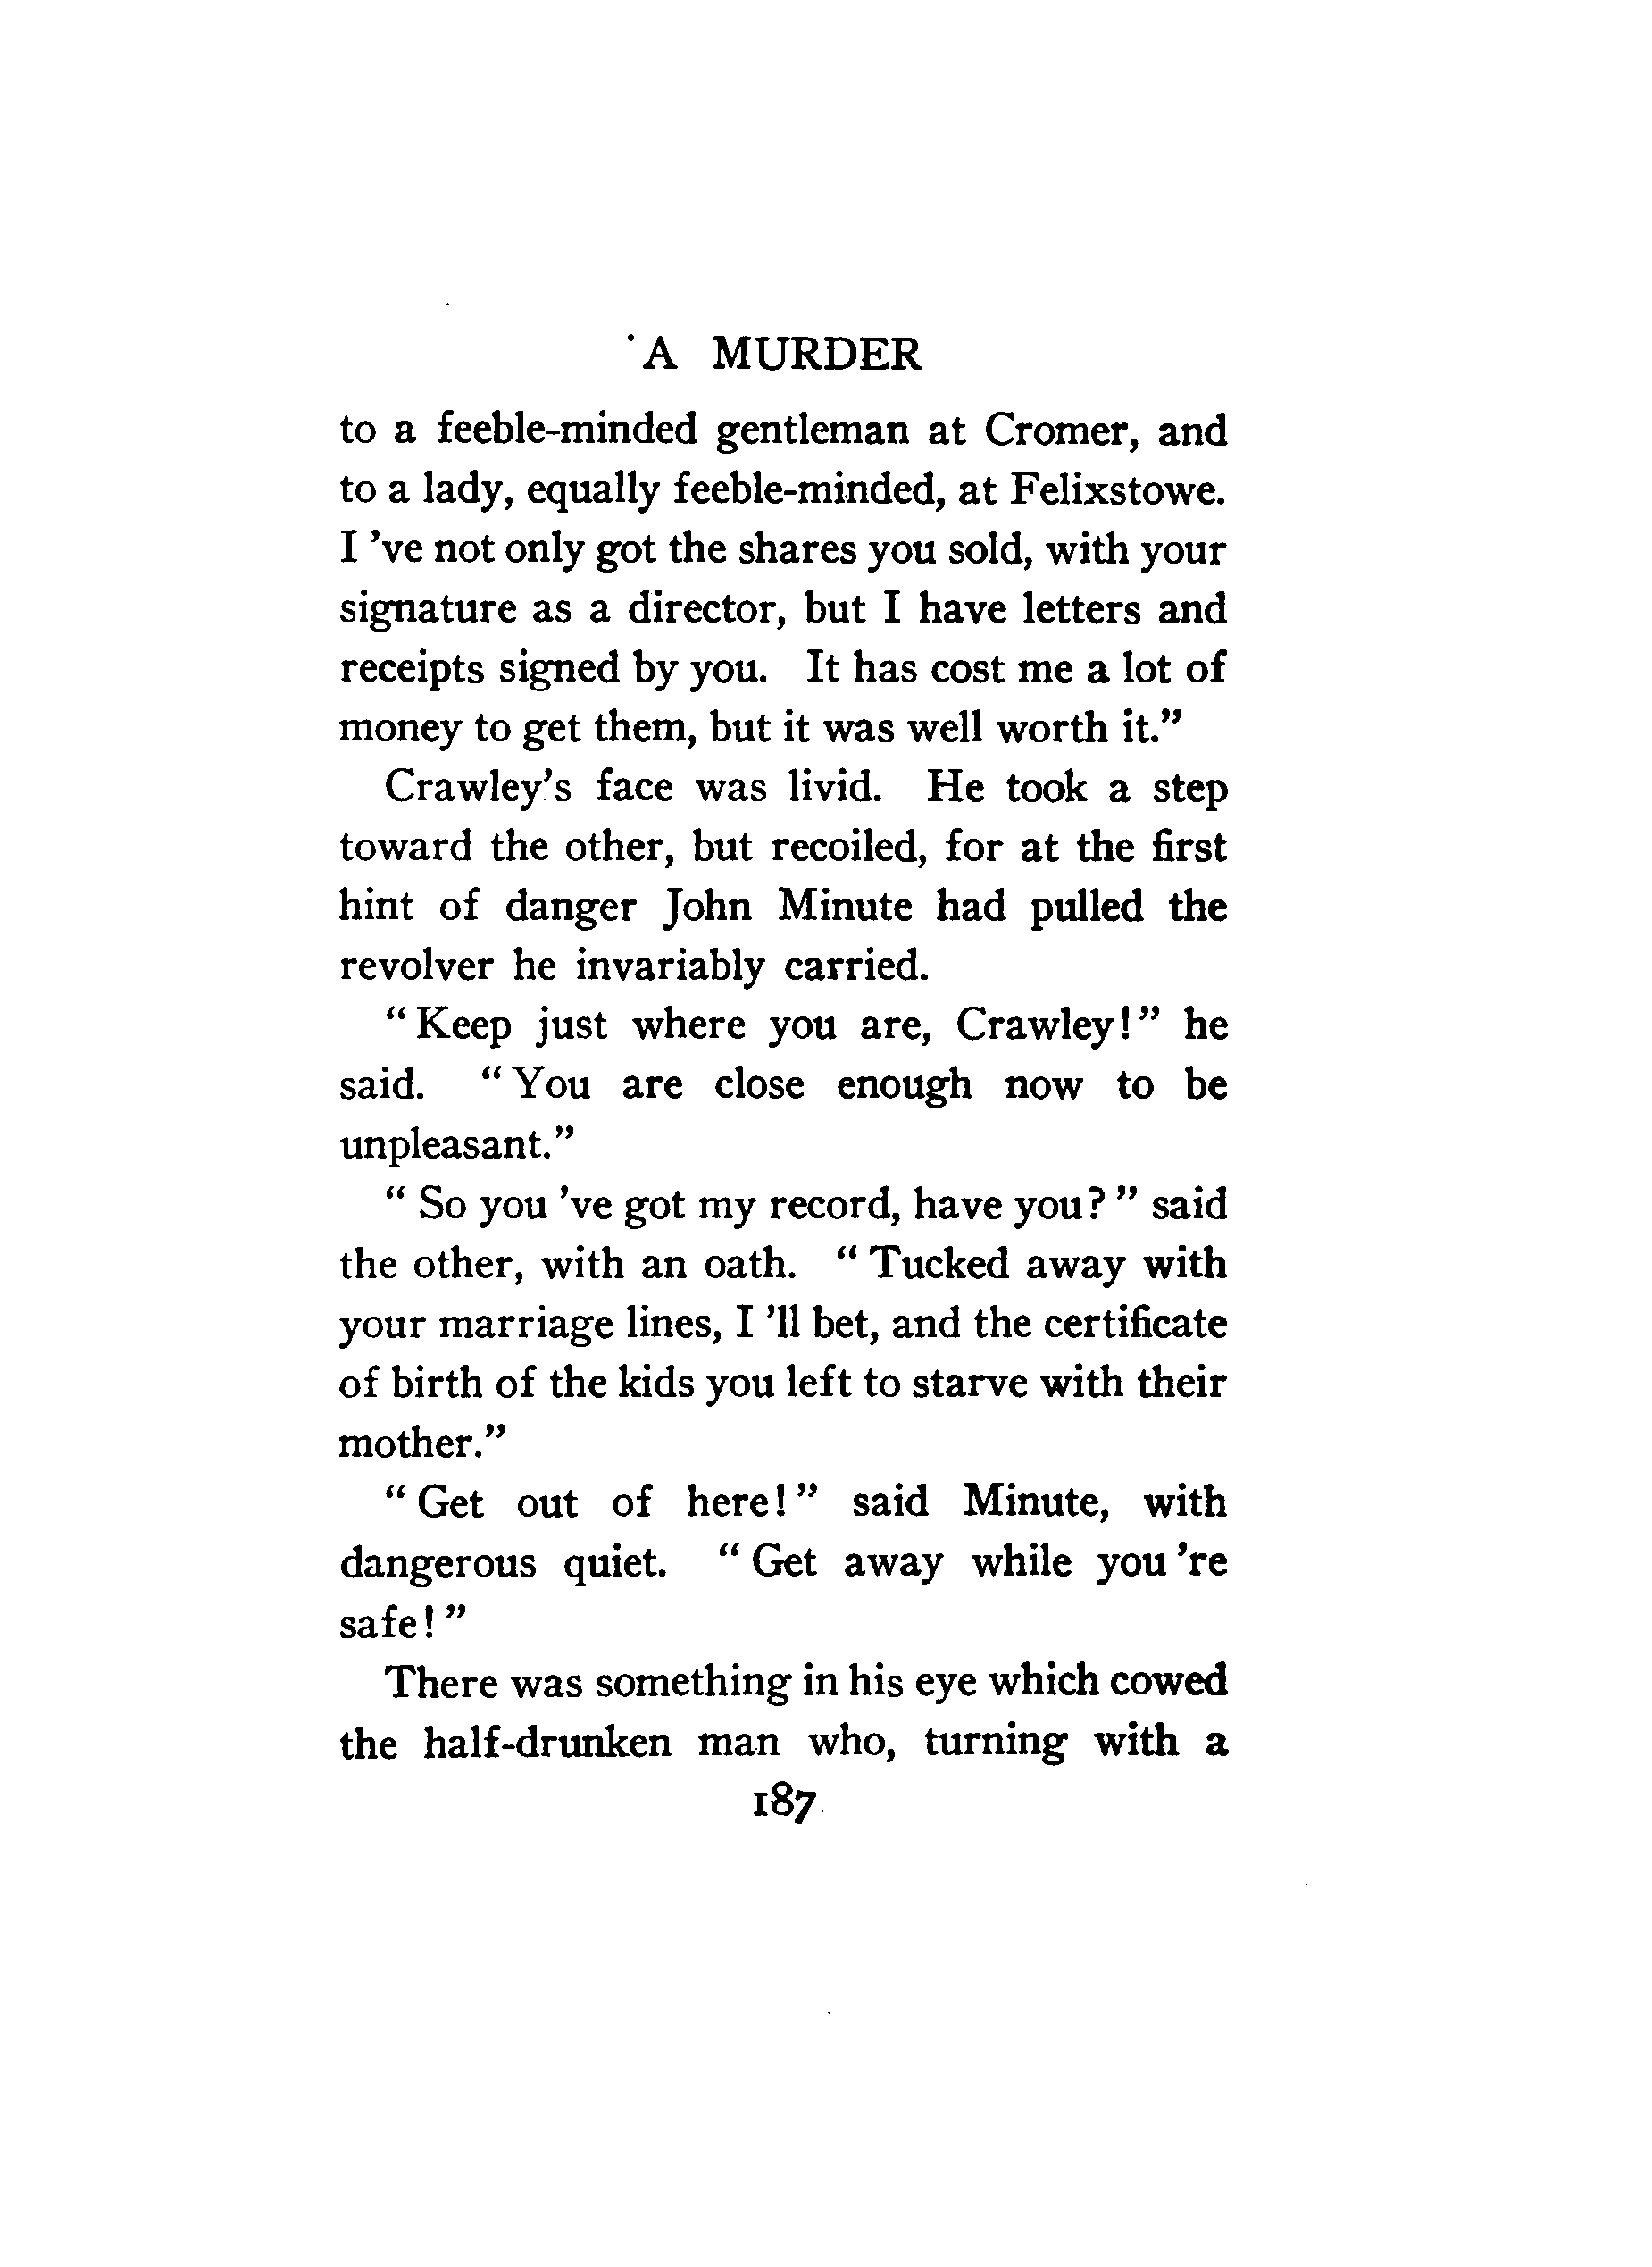 A MURDER
to a feeble-minded gentleman at Cromer, and
to a lady, equally feeble-minded, at Felixstowe.
I 've not only got the shares you sold, with your
signature as a director, but I have letters and
receipts signed by you. It has cost me a lot of
money to get them, but it was well worth it.”
Crawley's face was livid. He took a step
toward the other, but recoiled, for at the first
hint of danger John Minute had pulled the
revolver he invariably carried.
“ Keep just where you are, Crawley! ” he
said. “ You are close enough now to be
unpleasant.”
“ So you 've got my record, have you? ” said
the other, with an oath. “ Tucked away with
your marriage lines, I 'll bet, and the certificate
of birth of the kids you left to starve with their
mother.”
“ Get out of here! ” said Minute, with
dangerous quiet. “ Get away while you 're
safe! ”
There was something in his eye which cowed
the half-drunken man who, turning with a
187